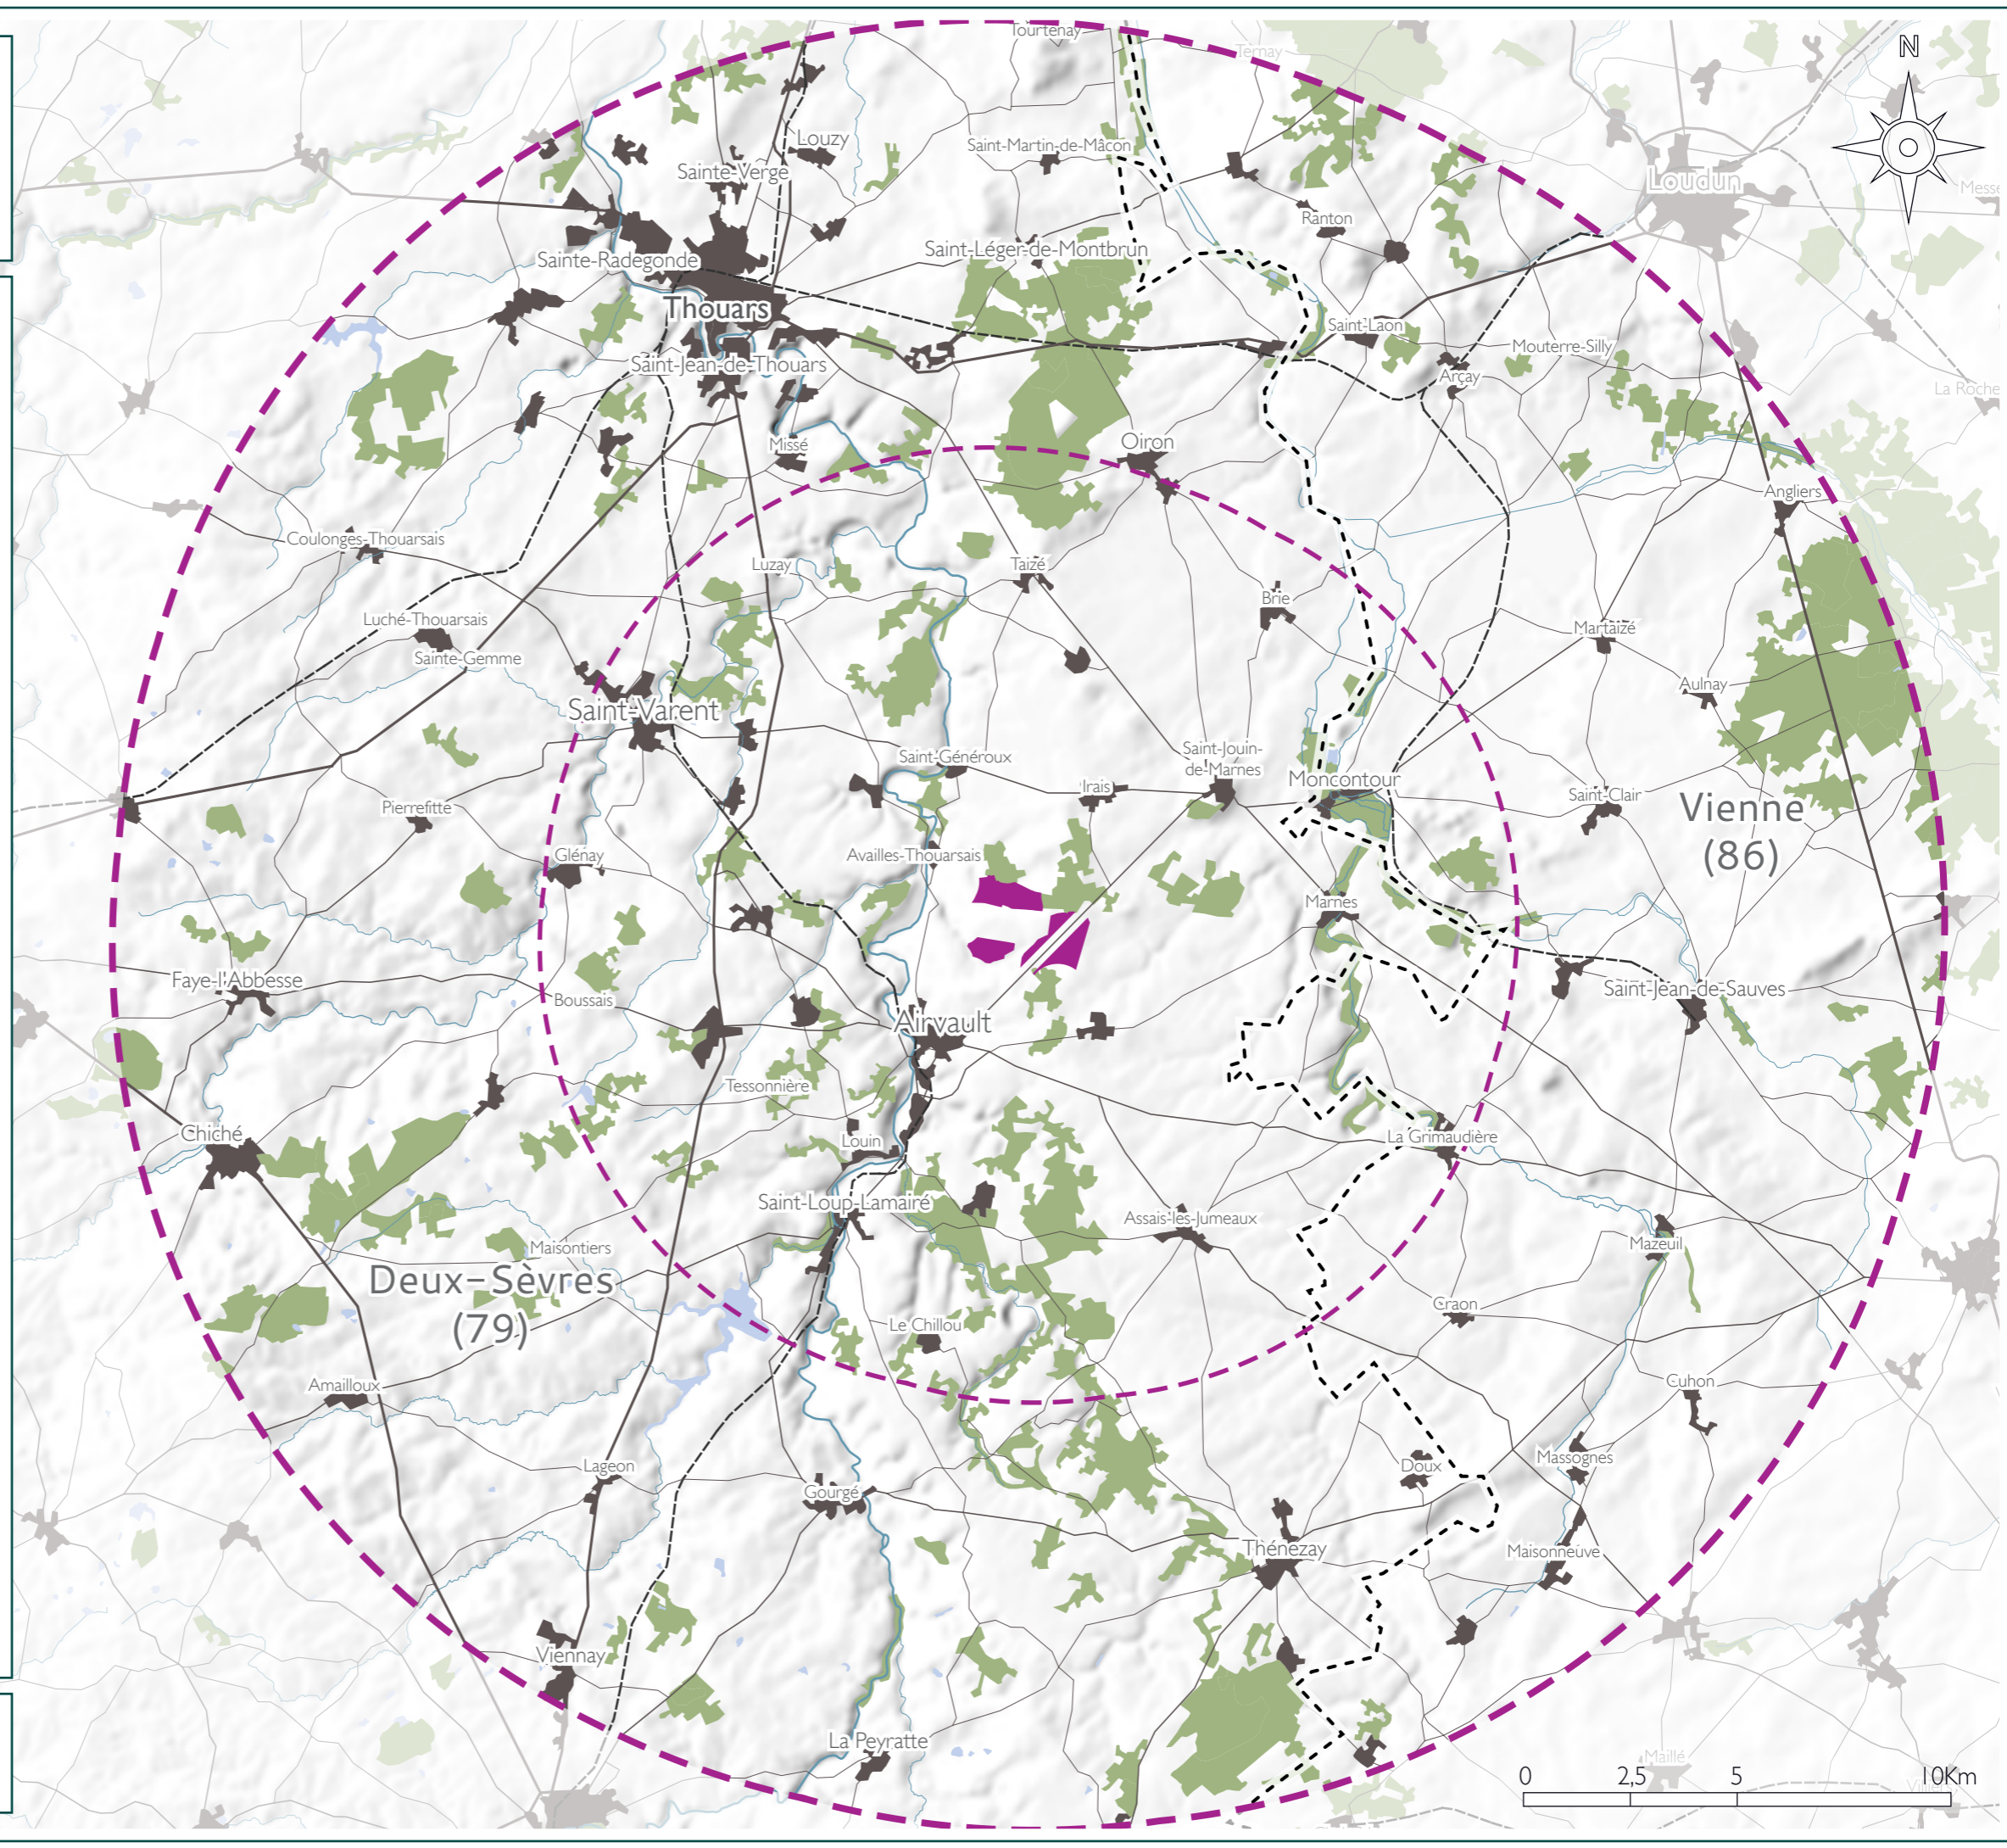 Tourtenay
Ternay
N
Louzy
Saint-Martin-de-Mâcon
Sainte-Verge
Loudun
Messe
Ranton
Saint-Léger-de-Montbrun
Sainte-Radegonde
Thouars
Saint-Laon
Mouterre-Silly
Saint-Jean-de-Thouars
Arçay
La Roche
Missé
Oiron
Angliers
Coulonges-Thouarsais
Luzay
Taizé
Brie
Luché-Thouarsais
Martaizé
Sainte-Gemme
Aulnay
Saint-Varent
Saint-Généroux
Saint-Jouin-
de-Marnes
Irais
Moncontour
Saint-Clair
Vienne
(86)
Pierrefitte
Glénay
Availles-Thouarsais
Marnes
Faye-l'Abbesse
Boussais
Saint-Jean-de-Sauves
Airvault
Tessonnière
Chiché
Louin
La Grimaudière
Saint-Loup-Lamairé
Assais-les-Jumeaux
Maisontiers
Mazeuil
Deux-Sèvres
(79)
Craon
Le Chillou
Amailloux
Cuhon
Lageon
Doux
Massognes
Gourgé
Thénezay
Maisonneuve
Viennay
La Peyratte
Maillé
0 2,5 5 10Km